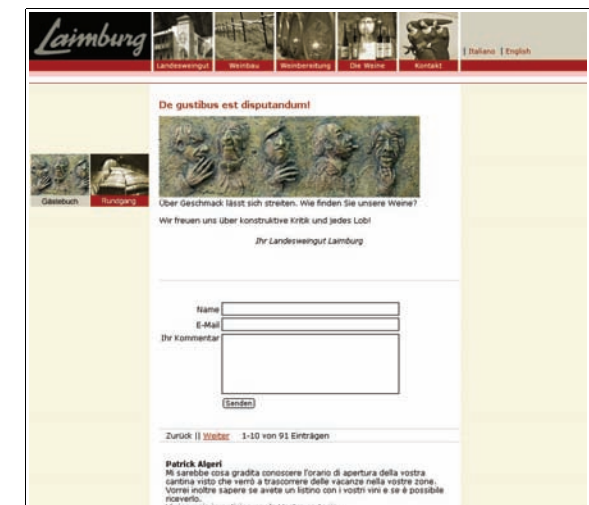 Laimburg
Landesweingut Weinbau Weinbereitung Die Weine Kontakt
| Italiano | English
De gustibus est disputandum!
Gästebuch Rundgang
Über Geschmack lässt sich streiten. Wie finden Sie unsere Weine?
Wir freuen uns über konstruktive Kritik und jedes Lob!
Ihr Landesweingut Laimburg
Name
E-Mail
Ihr Kommentar
Senden
Zurück || Weiter 1-10 von 91 Einträgen
Patrick Algeri
Mi sarebbe cosa gradita conoscere l'orario di apertura della vostra
cantina visto che verrò a trascorrere delle vacanze nella vostre zone.
Vorrei inoltre sapere se avete un listino con i vostri vini e se è possibile
riceverlo.